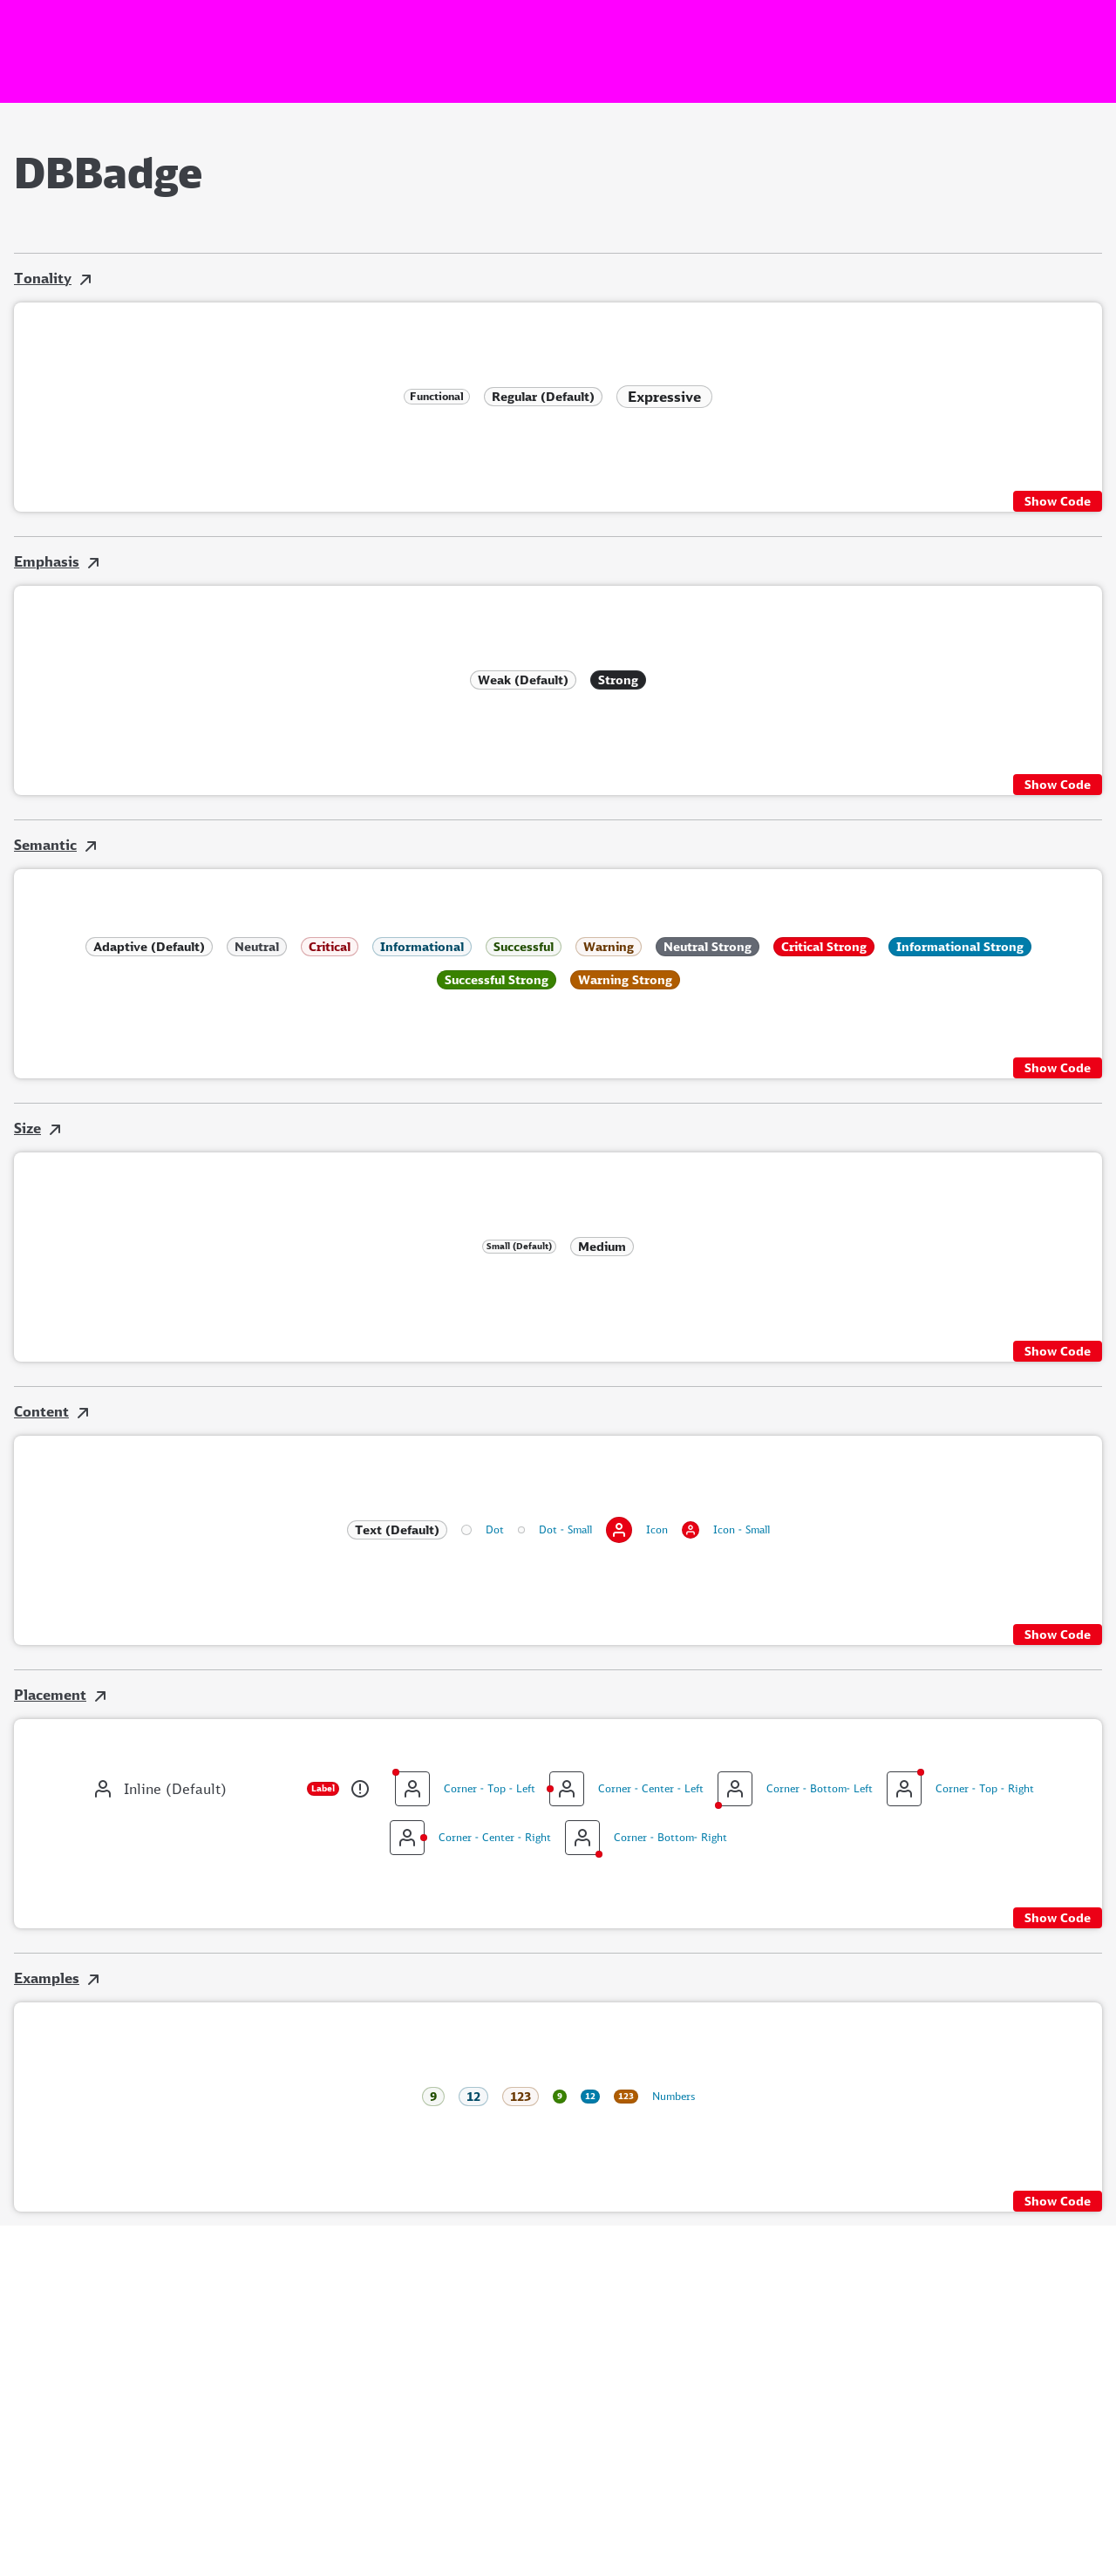 DBBadge
Tonality
Functional Regular (Default) Expressive
Show Code
Emphasis
Weak (Default) Strong
Show Code
Semantic
Adaptive (Default) Neutral Critical Informational Successful Warning Neutral Strong Critical Strong Informational Strong
Successful Strong Warning Strong
Show Code
Size
Small (Default) Medium
Show Code
Content
Text (Default) Dot Dot - Small Icon Icon - Small
Show Code
Placement
Inline (Default) Label Corner - Top - Left Corner - Center - Left Corner - Bottom- Left Corner - Top - Right
Corner - Center - Right Corner - Bottom- Right
Show Code
Examples
9 12 123 9 12 123 Numbers
Show Code